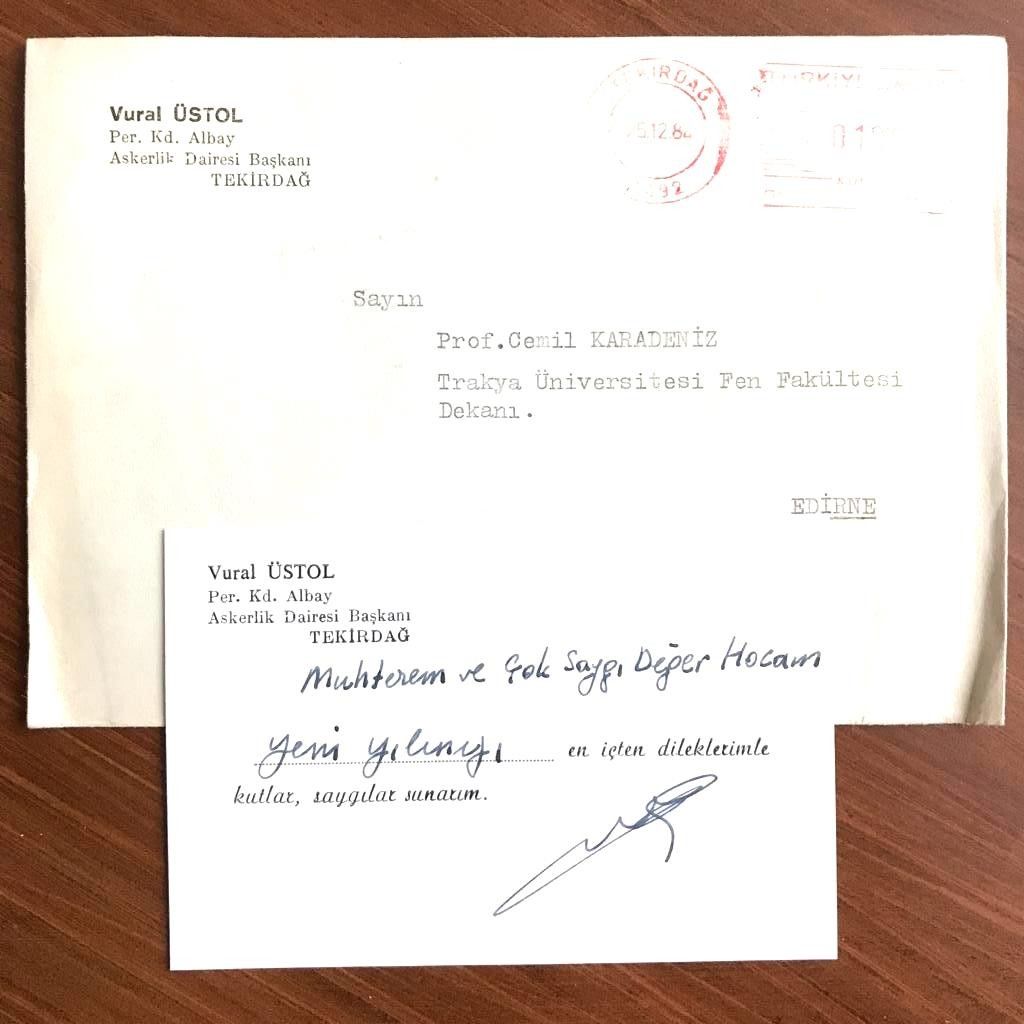 Vural ÜSTOL
Per. Kd. Albay
Askerlik Dairesi Başkanı
TEKİRDAĞ
TEKİRDAĞ
5.12.84
Sayın
Prof.Cemil KARADENİZ
Trakya Üniversitesi Fen Fakültesi
Dekanı.
EDİRNE
Vural ÜSTOL
Per. Kd. Albay
Askerlik Dairesi Başkanı
TEKİRDAĞ
Muhterem ve Çok Saygı Değer Hocam
yeni yılınızı en içten dileklerimle
kutlar, saygılar sunarım.